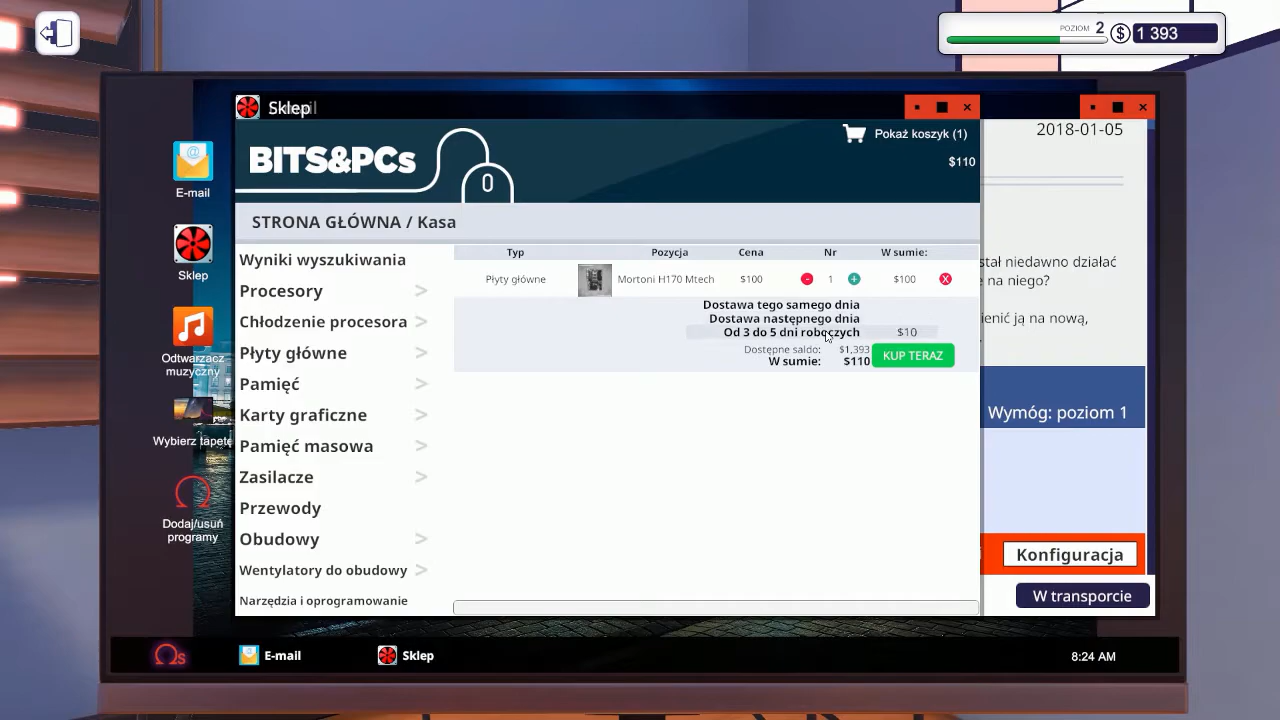 POZIOM 2
$ 1 393
Sklep
2018-01-05
Pokaż koszyk (1)
$110
BITS&PCs
STRONA GŁÓWNA / Kasa
Wyniki wyszukiwania
Procesory >
Chłodzenie procesora >
Płyty główne >
Pamięć >
Karty graficzne >
Pamięć masowa >
Zasilacze >
Przewody
Obudowy >
Wentylatory do obudowy >
Narzędzia i oprogramowanie
Typ Pozycja Cena Nr W sumie:
Płyty główne Mortoni H170 Mtech $100 - 1 + $100 X
Dostawa tego samego dnia
Dostawa następnego dnia
Od 3 do 5 dni roboczych $10
Dostępne saldo: $1,393
W sumie: $110
KUP TERAZ
stał niedawno działać
e na niego?
ienić ją na nową,
Wymóg: poziom 1
Konfiguracja
W transporcie
E-mail
Sklep
Odtwarzacz
muzyczny
Wybierz tapetę
Dodaj/usuń
programy
Ωs E-mail Sklep 8:24 AM